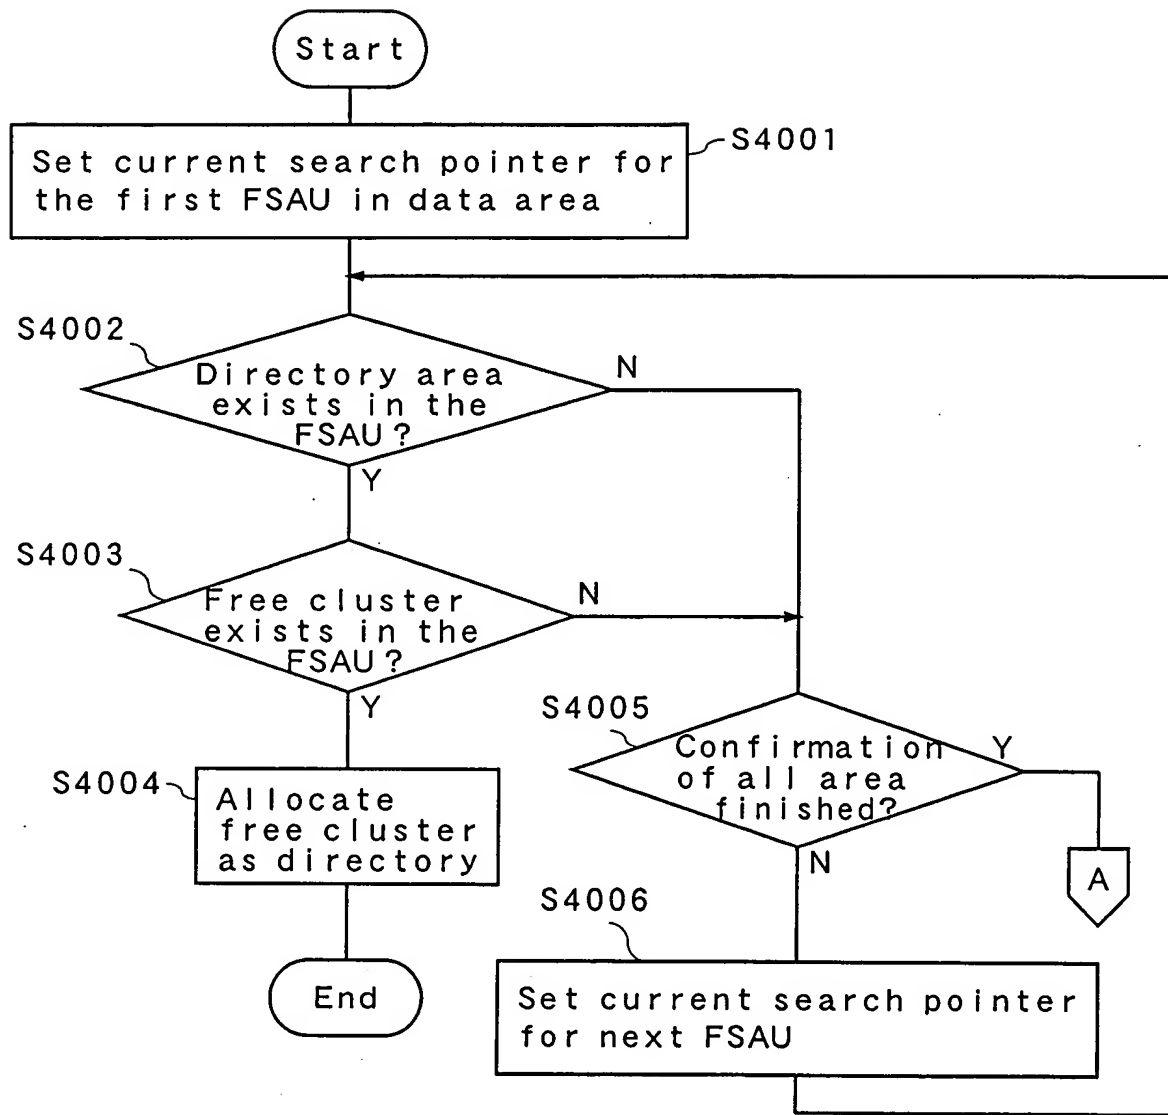 Start
S4001
Set current search pointer for
the first FSAU in data area
S4002
Directory area
exists in the
FSAU?
N
Y
S4003
Free cluster
exists in the
FSAU?
N
Y
S4004
Allocate
free cluster
as directory
End
S4005
Confirmation
of all area
finished?
Y
N
A
S4006
Set current search pointer
for next FSAU